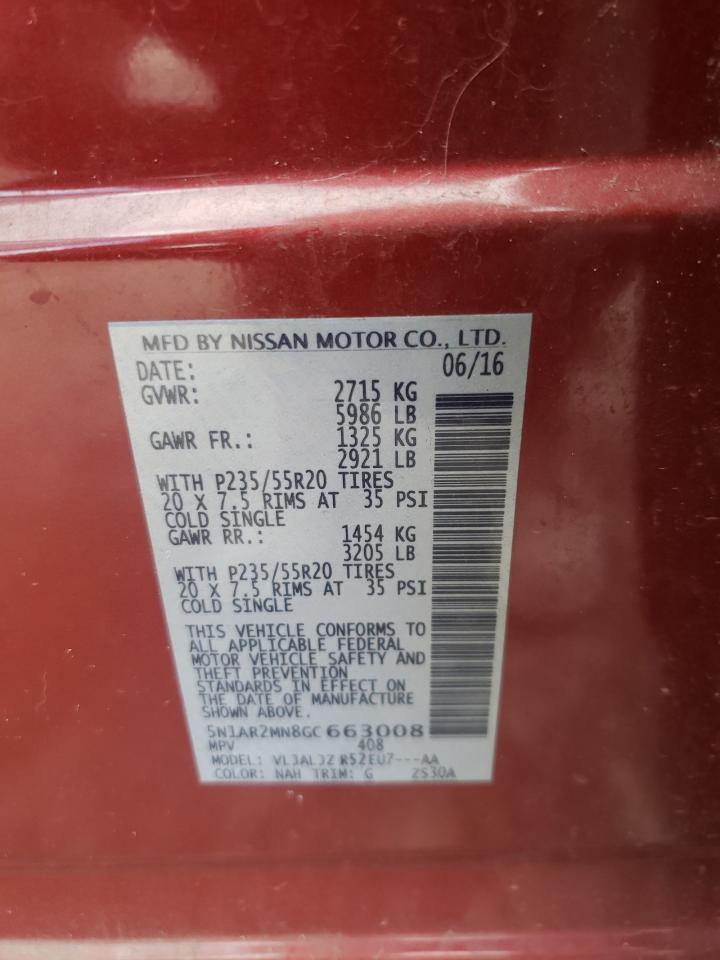 MFD BY NISSAN MOTOR CO., LTD.
DATE: 06/16
GVWR: 2715 KG
5986 LB
GAWR FR.: 1325 KG
2921 LB
WITH P235/55R20 TIRES
20 X 7.5 RIMS AT 35 PSI
COLD SINGLE
GAWR RR.: 1454 KG
3205 LB
WITH P235/55R20 TIRES
20 X 7.5 RIMS AT 35 PSI
COLD SINGLE
THIS VEHICLE CONFORMS TO
ALL APPLICABLE FEDERAL
MOTOR VEHICLE SAFETY AND
THEFT PREVENTION
STANDARDS IN EFFECT ON
THE DATE OF MANUFACTURE
SHOWN ABOVE.
5N1AR2MN8GC 663008
MPV 408
MODEL: R52EU7---AA
COLOR: NAH TRIM: G 2530A